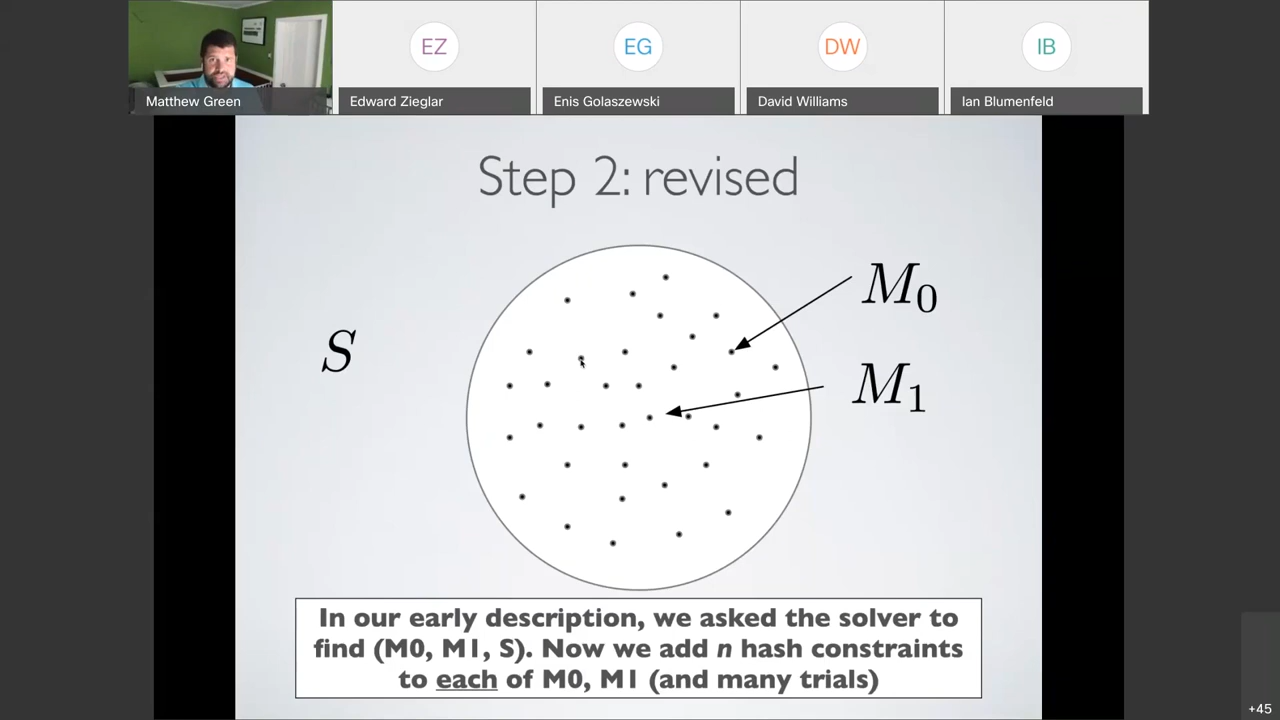 EZ
EG
DW
IB
Matthew Green
Edward Zieglar
Enis Golaszewski
David Williams
Ian Blumenfeld
Step 2: revised
M₀
S
M₁
In our early description, we asked the solver to
find (M0, M1, S). Now we add n hash constraints
to each of M0, M1 (and many trials)
+45